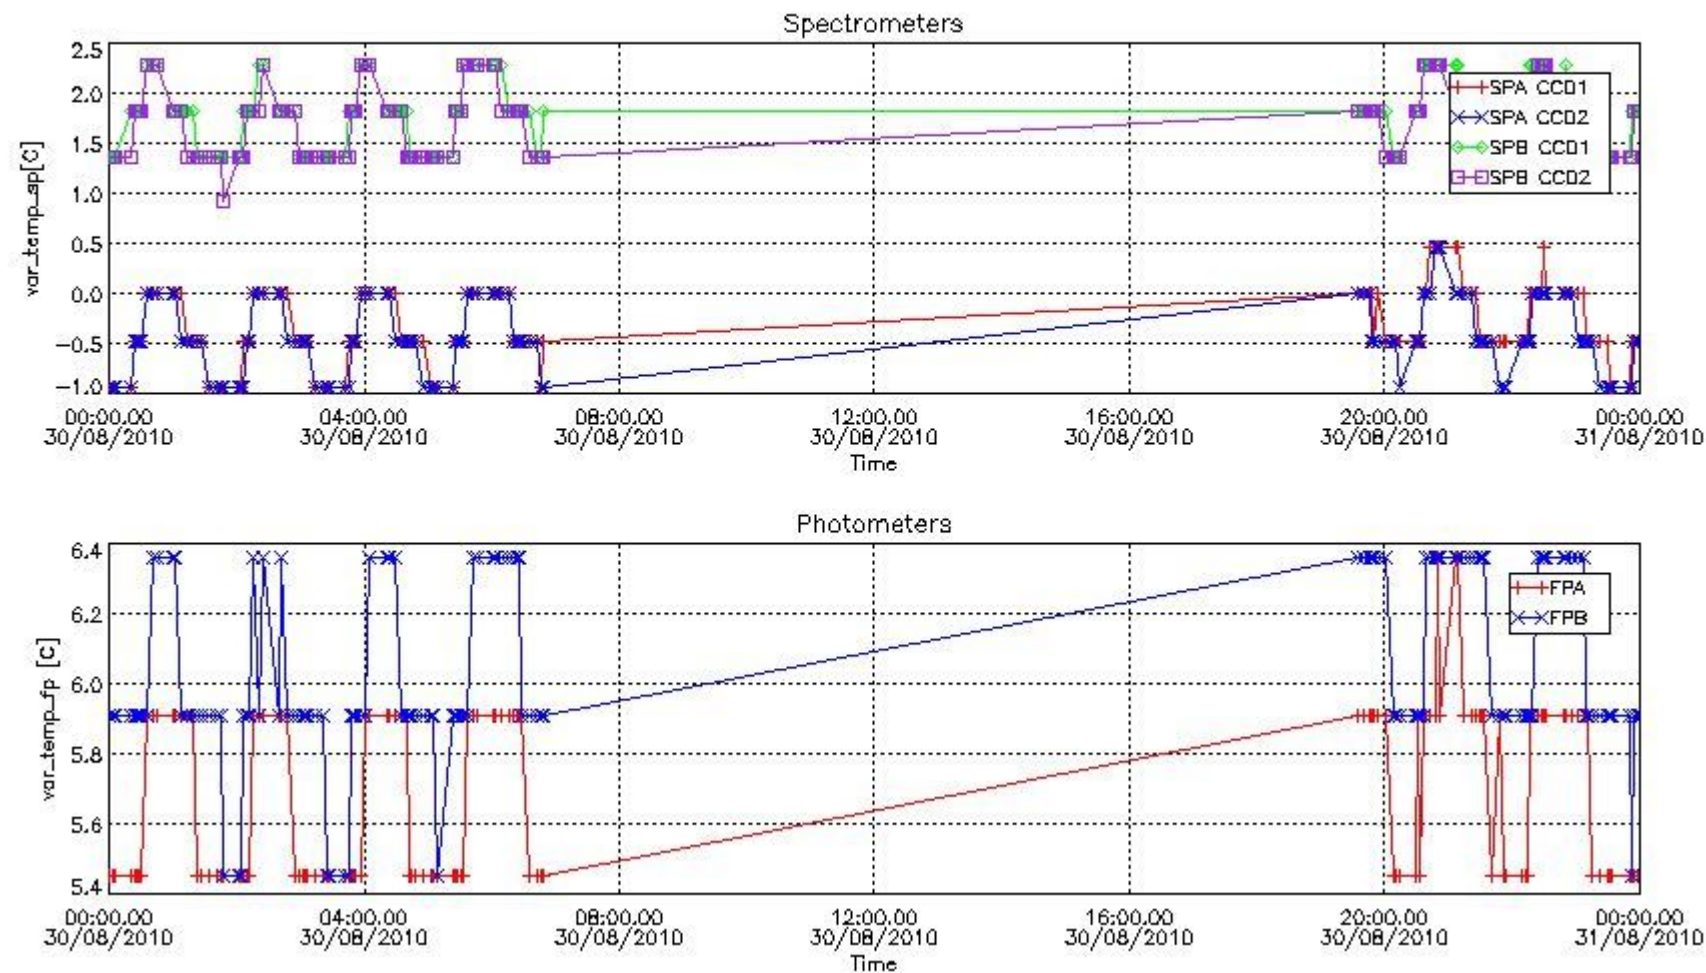 Spectrometers
2.5
2.0
1.5
1.0
0.5
0.0
−0.5
−1.0
var_temp_sp[C]
SPA CCD1
SPA CCD2
SPB CCD1
SPB CCD2
00:00.00 04:00.00 08:00.00 12:00.00 16:00.00 20:00.00 00:00.00
30/08/2010 30/08/2010 30/08/2010 30/08/2010 30/08/2010 30/08/2010 31/08/2010
Time
Photometers
6.4
6.2
6.0
5.8
5.6
5.4
var_temp_fp [C]
FPA
FPB
00:00.00 04:00.00 08:00.00 12:00.00 16:00.00 20:00.00 00:00.00
30/08/2010 30/08/2010 30/08/2010 30/08/2010 30/08/2010 30/08/2010 31/08/2010
Time